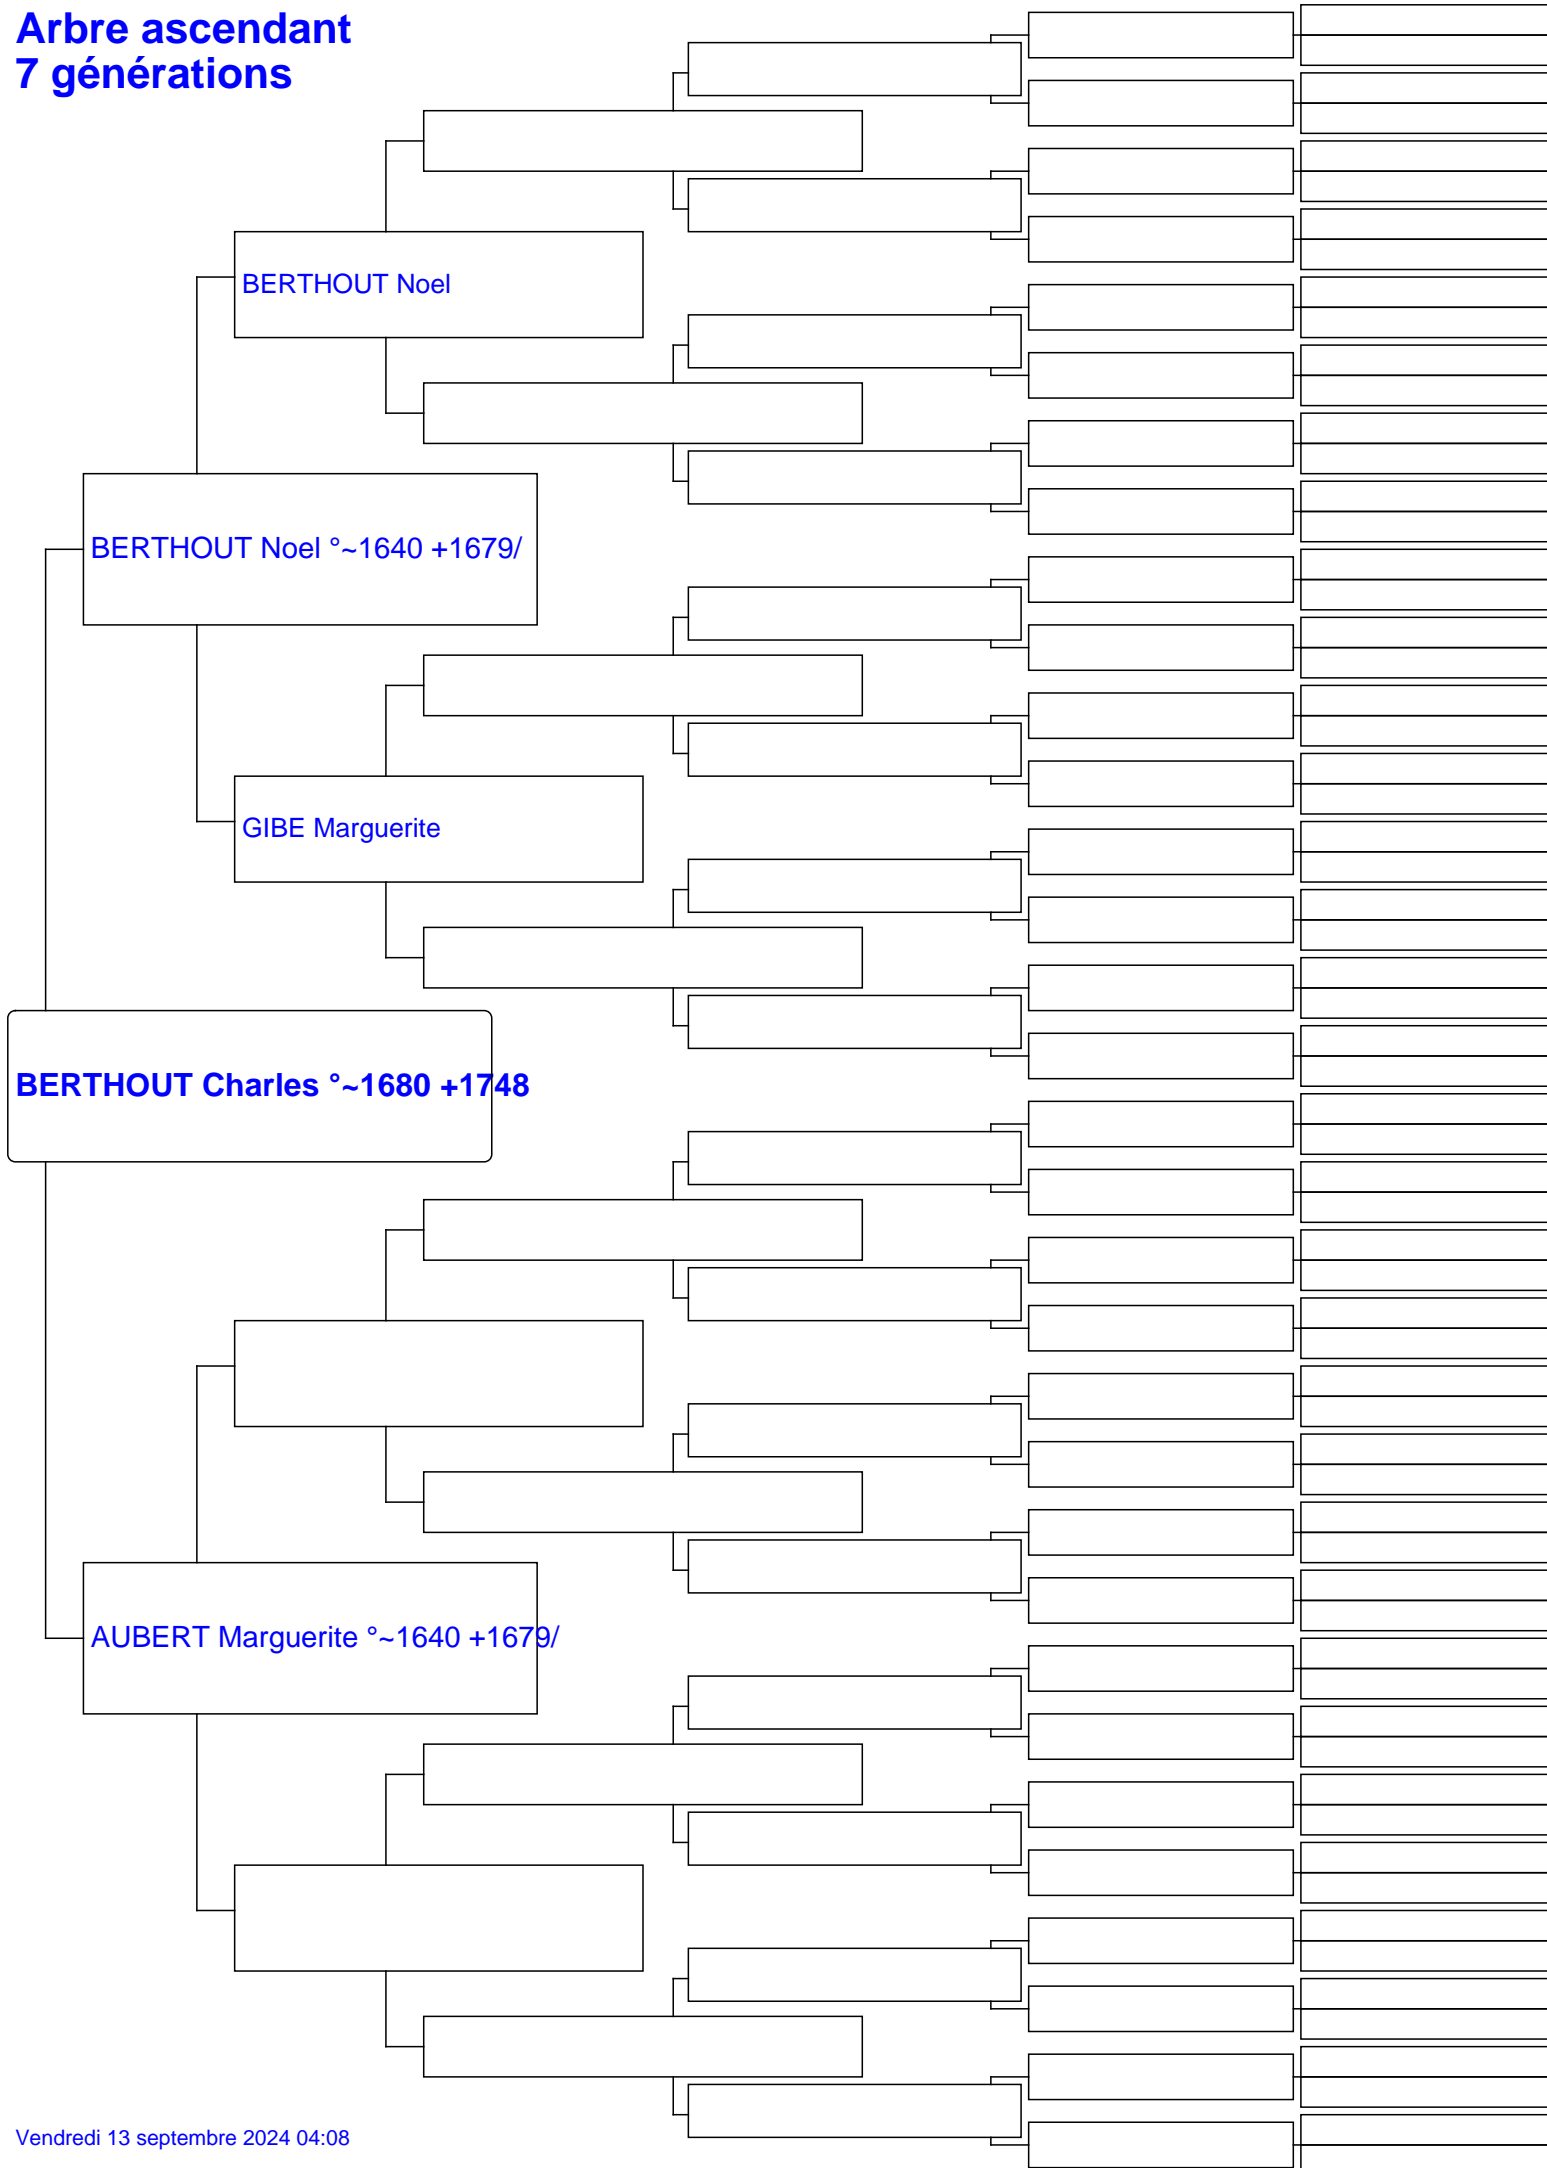 Arbre ascendant
7 générations
BERTHOUT Noel
BERTHOUT Noel °~1640 +1679/
GIBE Marguerite
BERTHOUT Charles °~1680 +1748
AUBERT Marguerite °~1640 +1679/
Vendredi 13 septembre 2024 04:08